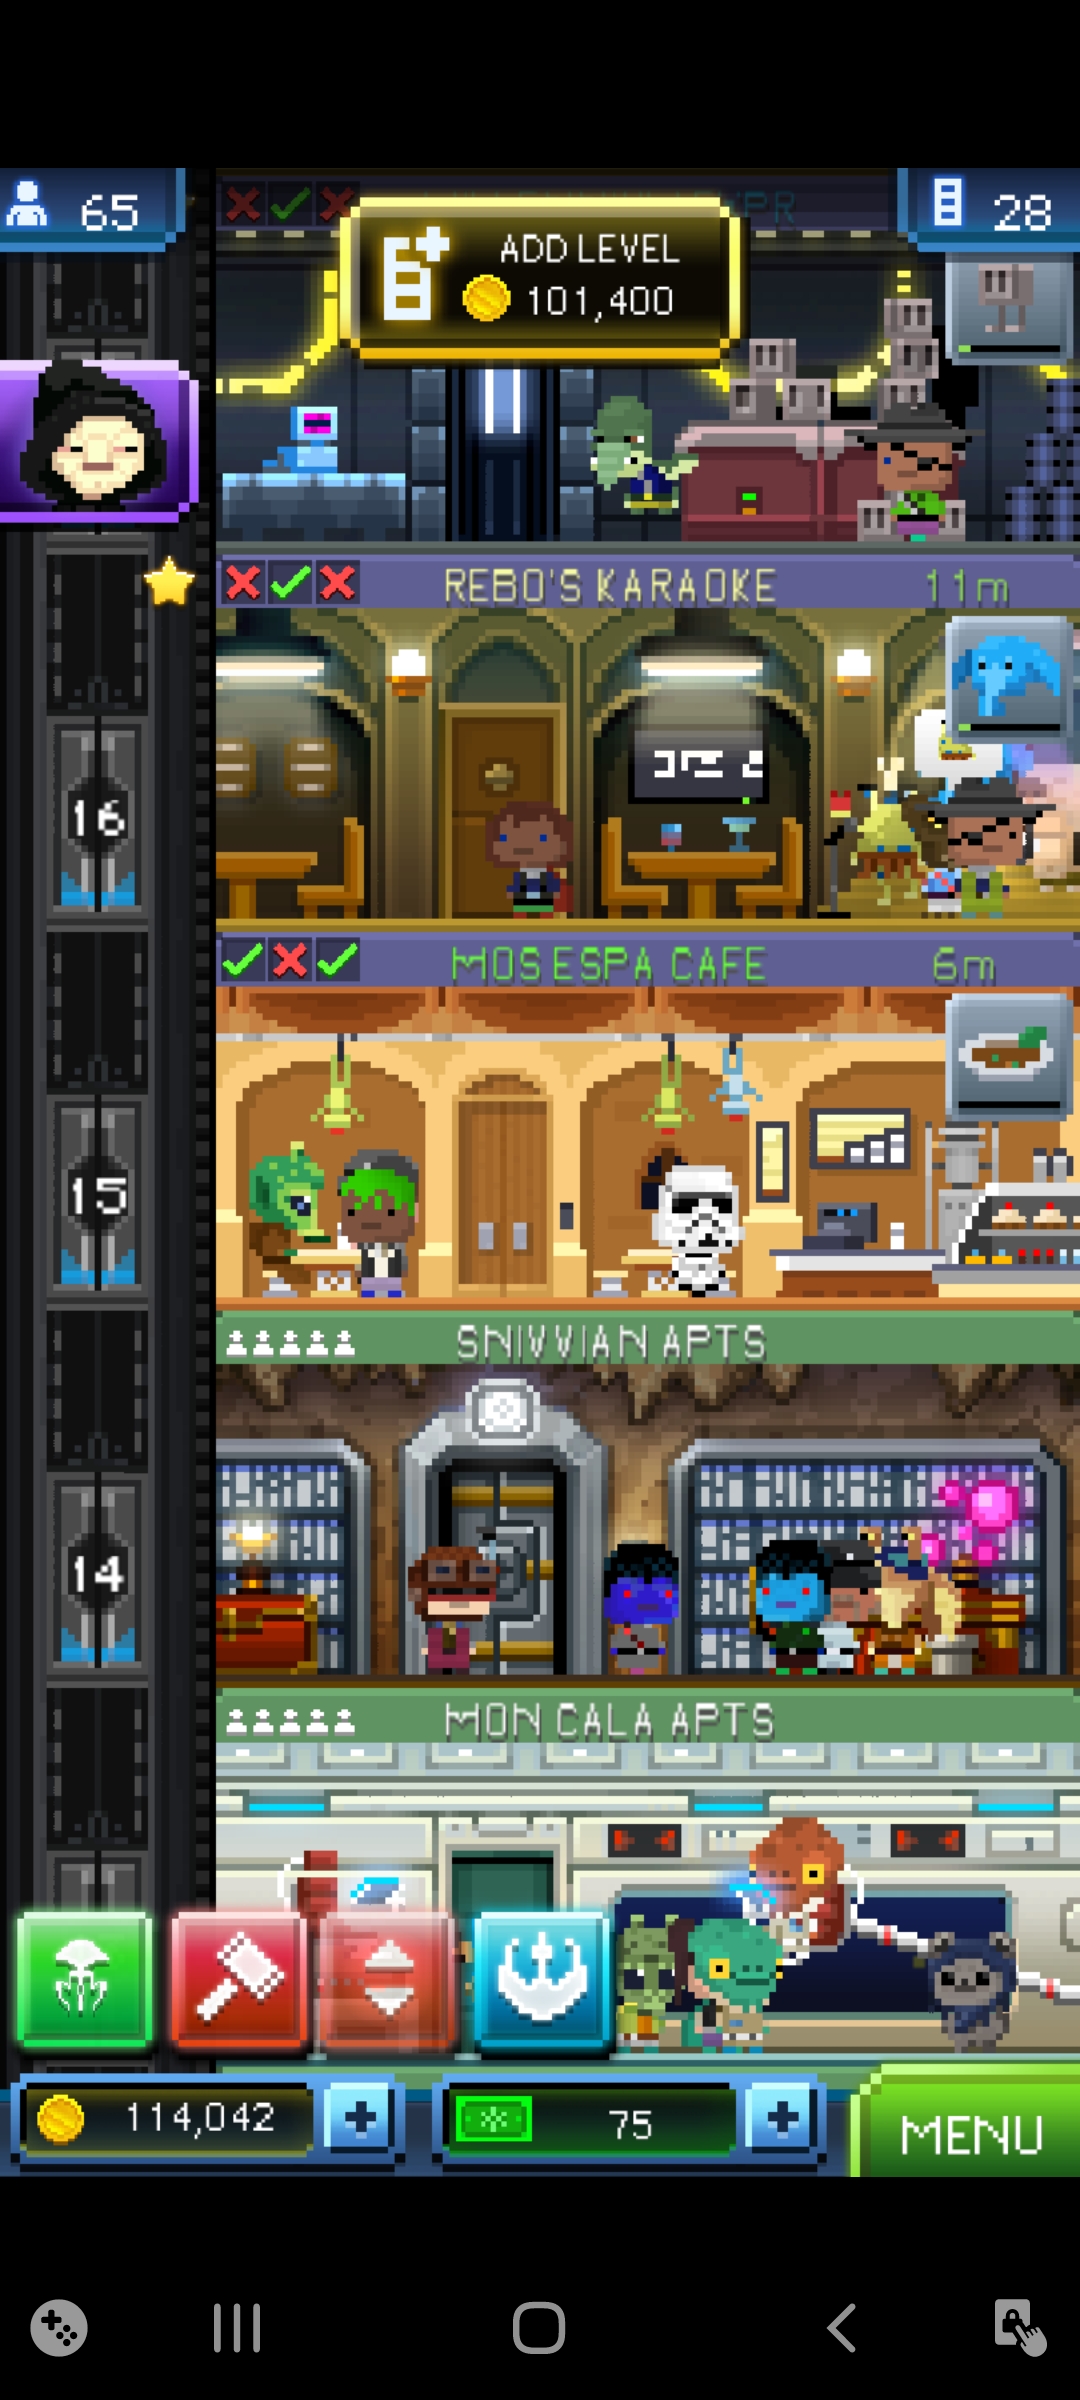 65
28
ADD LEVEL
101,400
REBO'S KARAOKE 11m
16
MOS ESPA CAFE 6m
15
SNIVVIAN APTS
14
MON CALA APTS
114,042
75
MENU